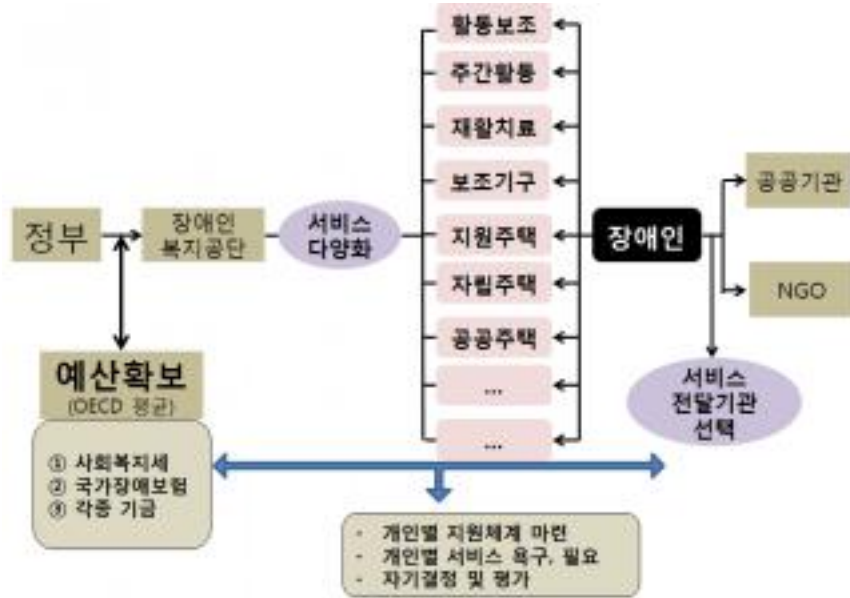 활동보조
주간활동
재활치료
보조기구
지원주택
자립주택
공공주택
...
...
정부
장애인
복지공단
서비스
다양화
장애인
공공기관
NGO
서비스
전달기관
선택
예산확보
(OECD 평균)
① 사회복지세
② 국가장애보험
③ 각종 기금
- 개인별 지원체계 마련
- 개인별 서비스 욕구, 필요
- 자기결정 및 평가